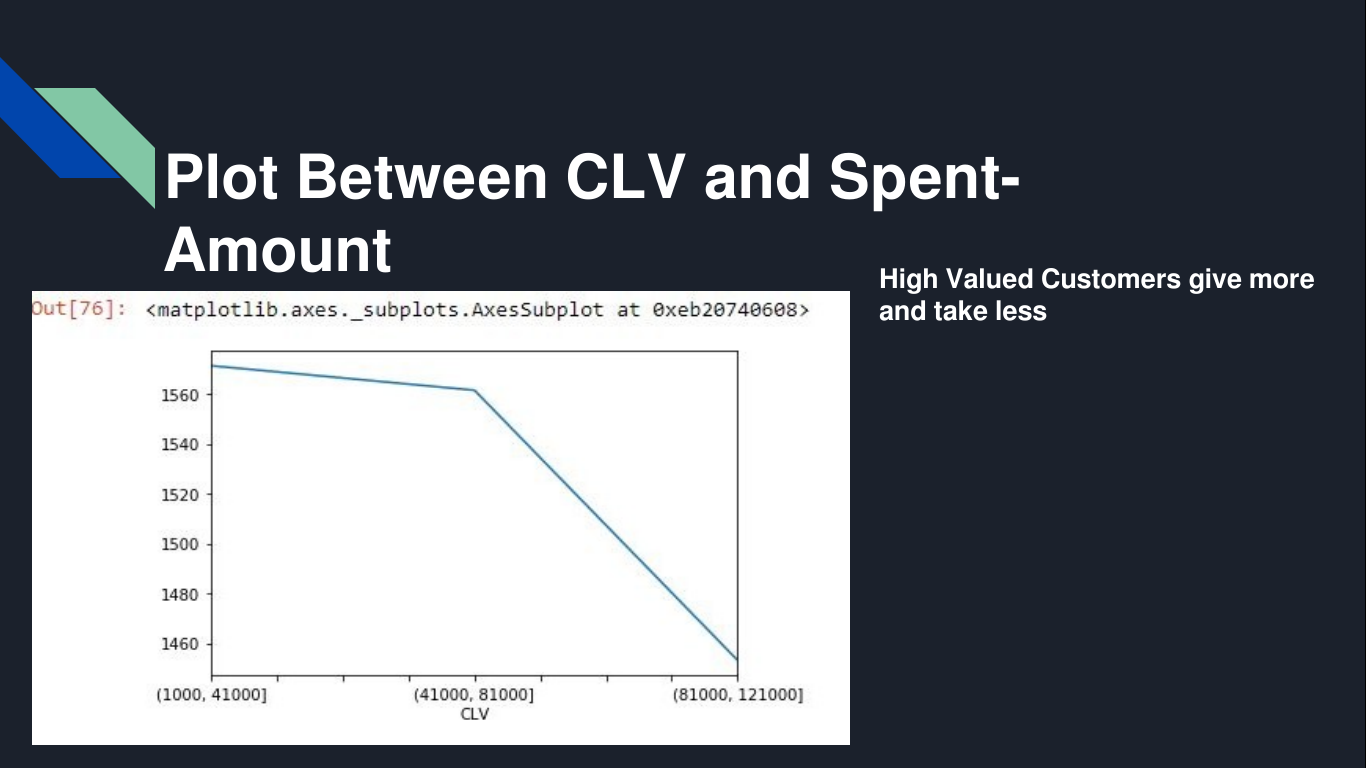 Plot Between CLV and Spent-
Amount
High Valued Customers give more
and take less
Out[76]: <matplotlib.axes._subplots.AxesSubplot at 0xeb20740608>
1560
1540
1520
1500
1480
1460
(1000, 41000] (41000, 81000] (81000, 121000]
CLV